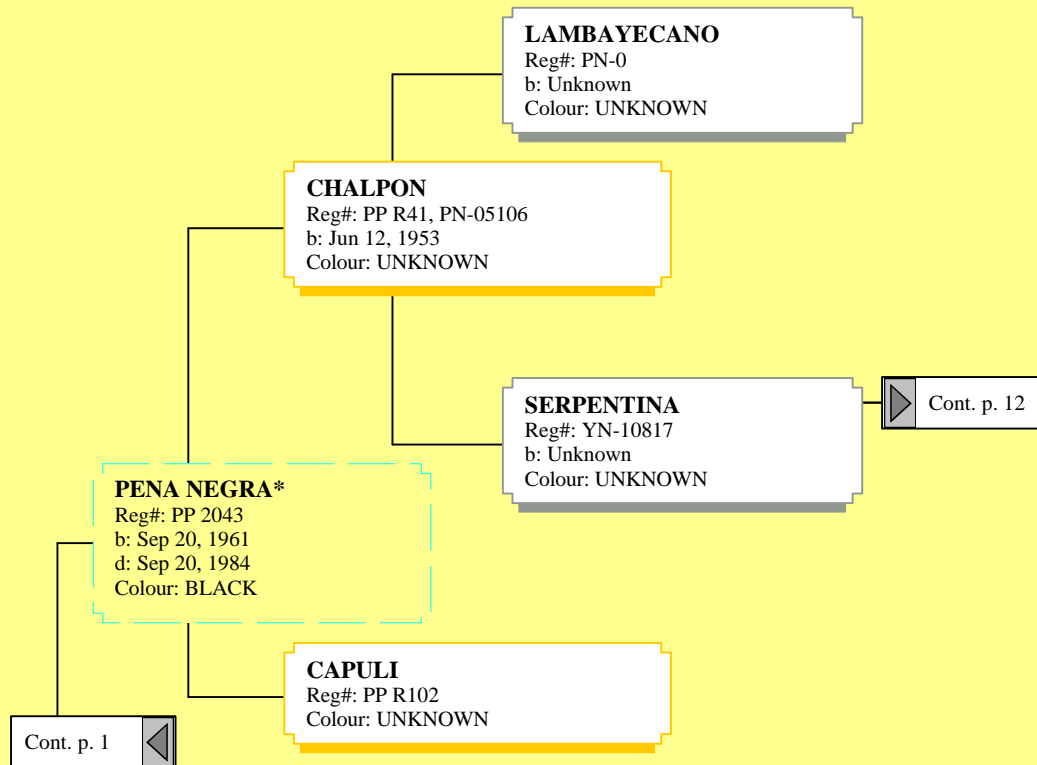 LAMBAYECANO
Reg#: PN-0
b: Unknown
Colour: UNKNOWN
CHALPON
Reg#: PP R41, PN-05106
b: Jun 12, 1953
Colour: UNKNOWN
SERPENTINA
Reg#: YN-10817
b: Unknown
Colour: UNKNOWN
Cont. p. 12
PENA NEGRA*
Reg#: PP 2043
b: Sep 20, 1961
d: Sep 20, 1984
Colour: BLACK
CAPULI
Reg#: PP R102
Colour: UNKNOWN
Cont. p. 1